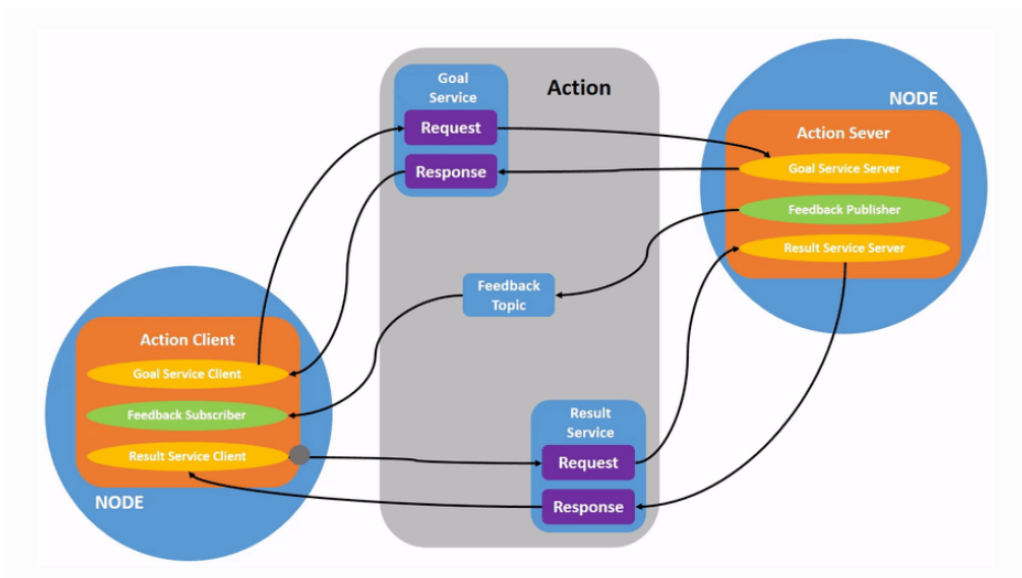 Action
Goal
Service
Request
Response
NODE
Action Sever
Goal Service Server
Feedback Publisher
Result Service Server
Feedback
Topic
Action Client
Goal Service Client
Feedback Subscriber
Result Service Client
NODE
Result
Service
Request
Response